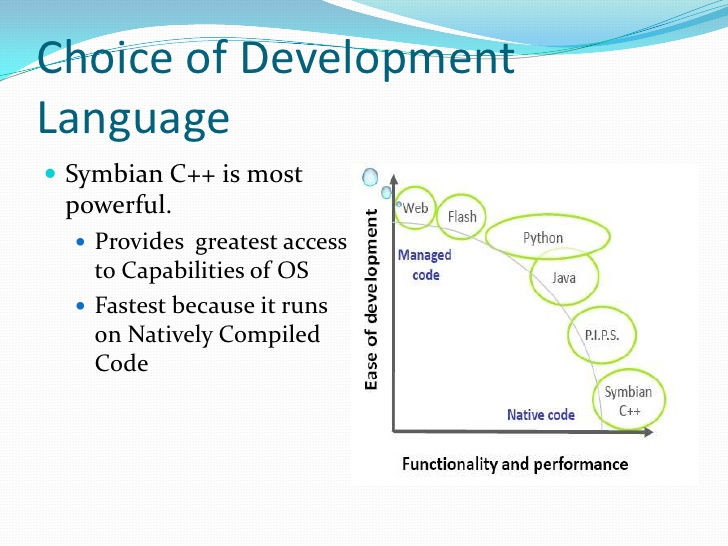 Choice of Development
Language
Symbian C++ is most
powerful.
Provides greatest access
to Capabilities of OS
Fastest because it runs
on Natively Compiled
Code
Ease of development
Web
Flash
Python
Managed
code
Java
P.I.P.S.
Symbian
C++
Native code
Functionality and performance